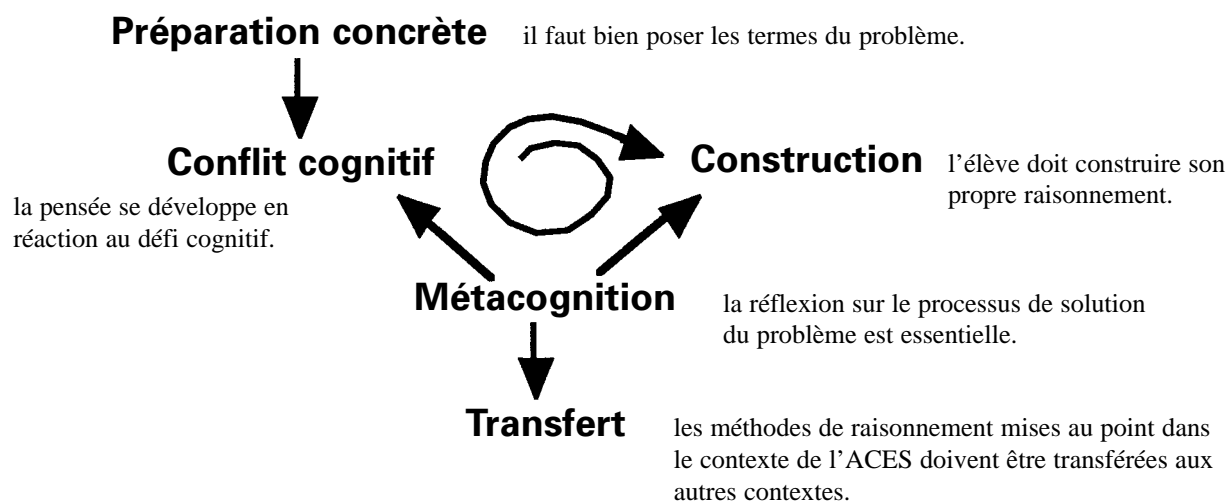 Préparation concrète il faut bien poser les termes du problème.
Conflit cognitif
la pensée se développe en
réaction au défi cognitif.
Construction l’élève doit construire son
propre raisonnement.
Métacognition la réflexion sur le processus de solution
du problème est essentielle.
Transfert les méthodes de raisonnement mises au point dans
le contexte de l’ACES doivent être transférées aux
autres contextes.